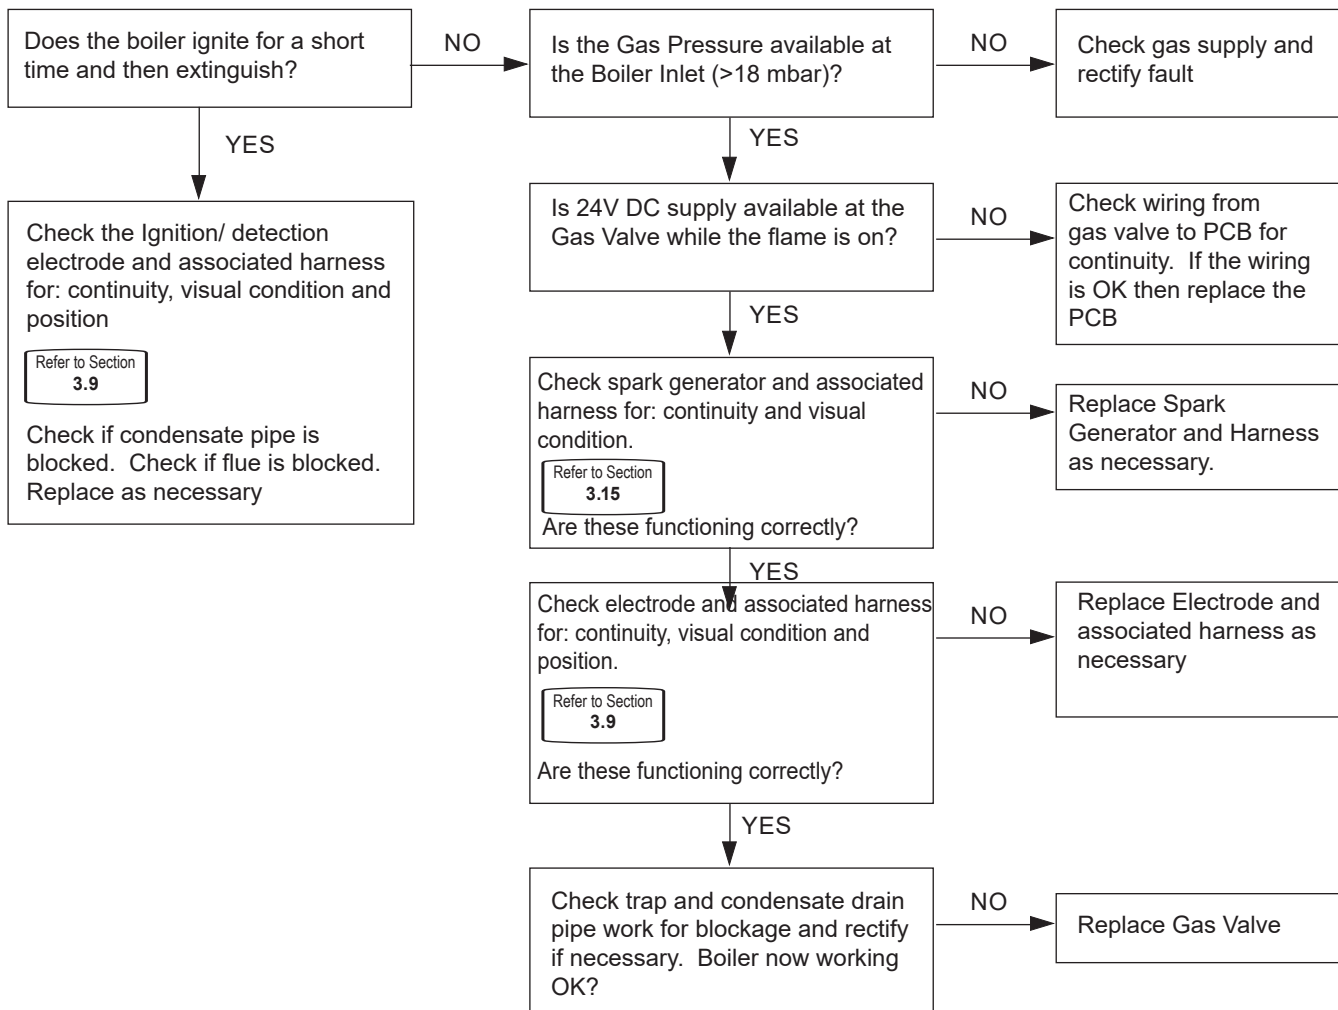 Does the boiler ignite for a short
time and then extinguish?
NO
Is the Gas Pressure available at
the Boiler Inlet (>18 mbar)?
NO
Check gas supply and
rectify fault
YES
YES
Check the Ignition/ detection
electrode and associated harness
for: continuity, visual condition and
position
Refer to Section
3.9
Check if condensate pipe is
blocked.  Check if flue is blocked.
Replace as necessary
Is 24V DC supply available at the
Gas Valve while the flame is on?
NO
Check wiring from
gas valve to PCB for
continuity.  If the wiring
is OK then replace the
PCB
YES
Check spark generator and associated
harness for: continuity and visual
condition.
Refer to Section
3.15
Are these functioning correctly?
NO
Replace Spark
Generator and Harness
as necessary.
YES
Check electrode and associated harness
for: continuity, visual condition and
position.
Refer to Section
3.9
Are these functioning correctly?
NO
Replace Electrode and
associated harness as
necessary
YES
Check trap and condensate drain
pipe work for blockage and rectify
if necessary.  Boiler now working
OK?
NO
Replace Gas Valve